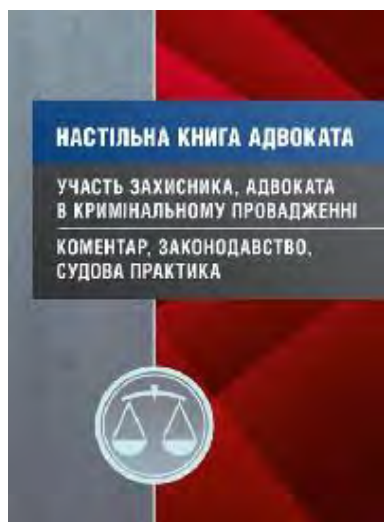 НАСТІЛЬНА КНИГА АДВОКАТА
УЧАСТЬ ЗАХИСНИКА, АДВОКАТА
В КРИМІНАЛЬНОМУ ПРОВАДЖЕННІ
КОМЕНТАР, ЗАКОНОДАВСТВО,
СУДОВА ПРАКТИКА